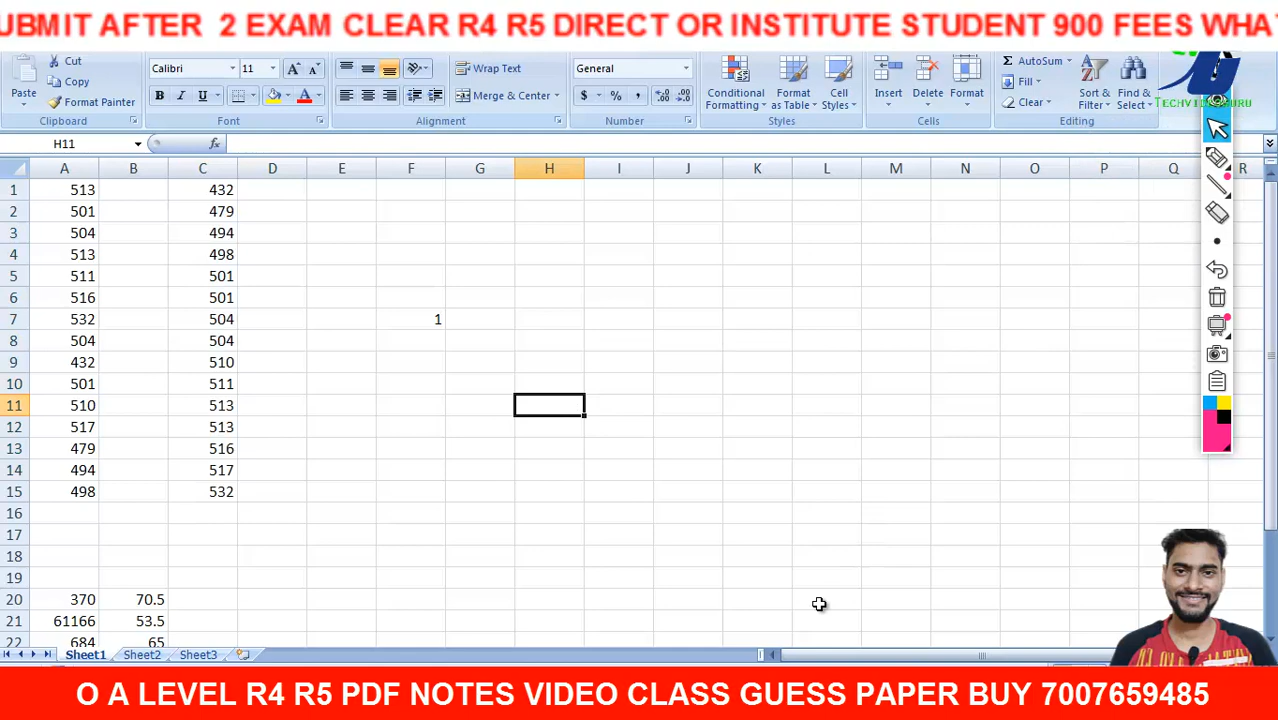 UBMIT AFTER 2 EXAM CLEAR R4 R5 DIRECT OR INSTITUTE STUDENT 900 FEES WHA
Cut
Copy
Format Painter
Paste
Clipboard
Calibri 11 A A
B I U A
Font
Wrap Text
Merge & Center
Alignment
General
$ % , .0 .00 .00 .0
Number
Conditional Formatting
Format as Table
Cell Styles
Styles
Insert Delete Format
Cells
Σ AutoSum
Fill
Clear
Sort & Filter
Find & Select
Editing
TECHVIDEGURU
H11 fx
A B C D E F G H I J K L M N O P Q R
1 513 432
2 501 479
3 504 494
4 513 498
5 511 501
6 516 501
7 532 504 1
8 504 504
9 432 510
10 501 511
11 510 513
12 517 513
13 479 516
14 494 517
15 498 532
16
17
18
19
20 370 70.5
21 61166 53.5
22 684 65
Sheet1 Sheet2 Sheet3
O A LEVEL R4 R5 PDF NOTES VIDEO CLASS GUESS PAPER BUY 7007659485